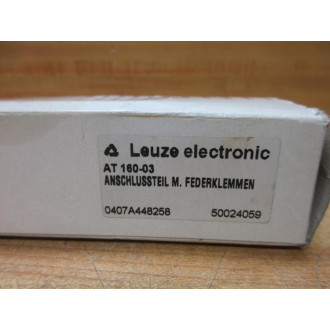 Leuze electronic
AT 160-03
ANSCHLUSSTEIL M. FEDERKLEMMEN
0407A448258 50024059